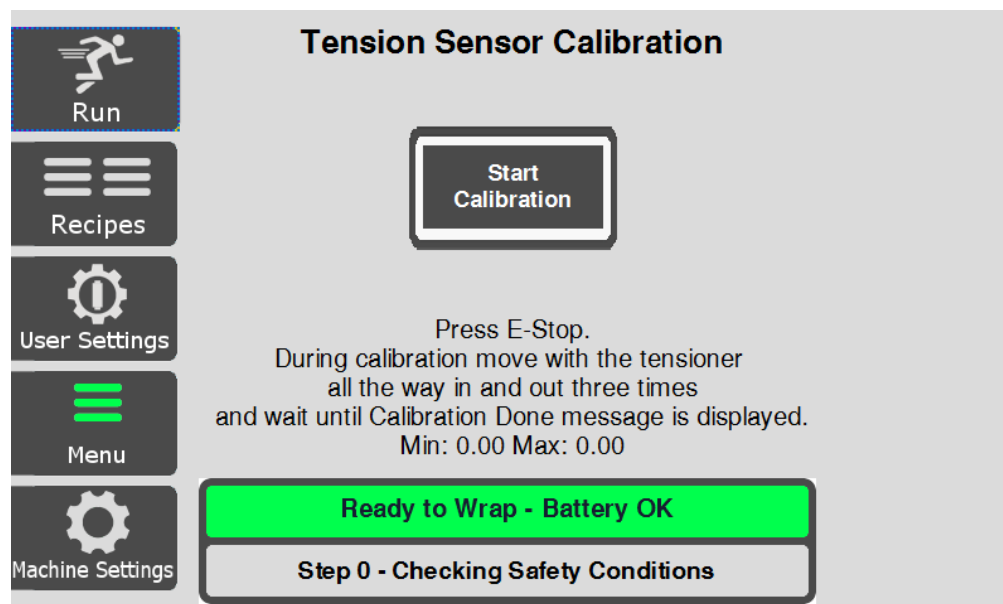 Tension Sensor Calibration
Run
Recipes
User Settings
Menu
Machine Settings
Start
Calibration
Press E-Stop.
During calibration move with the tensioner
all the way in and out three times
and wait until Calibration Done message is displayed.
Min: 0.00 Max: 0.00
Ready to Wrap - Battery OK
Step 0 - Checking Safety Conditions